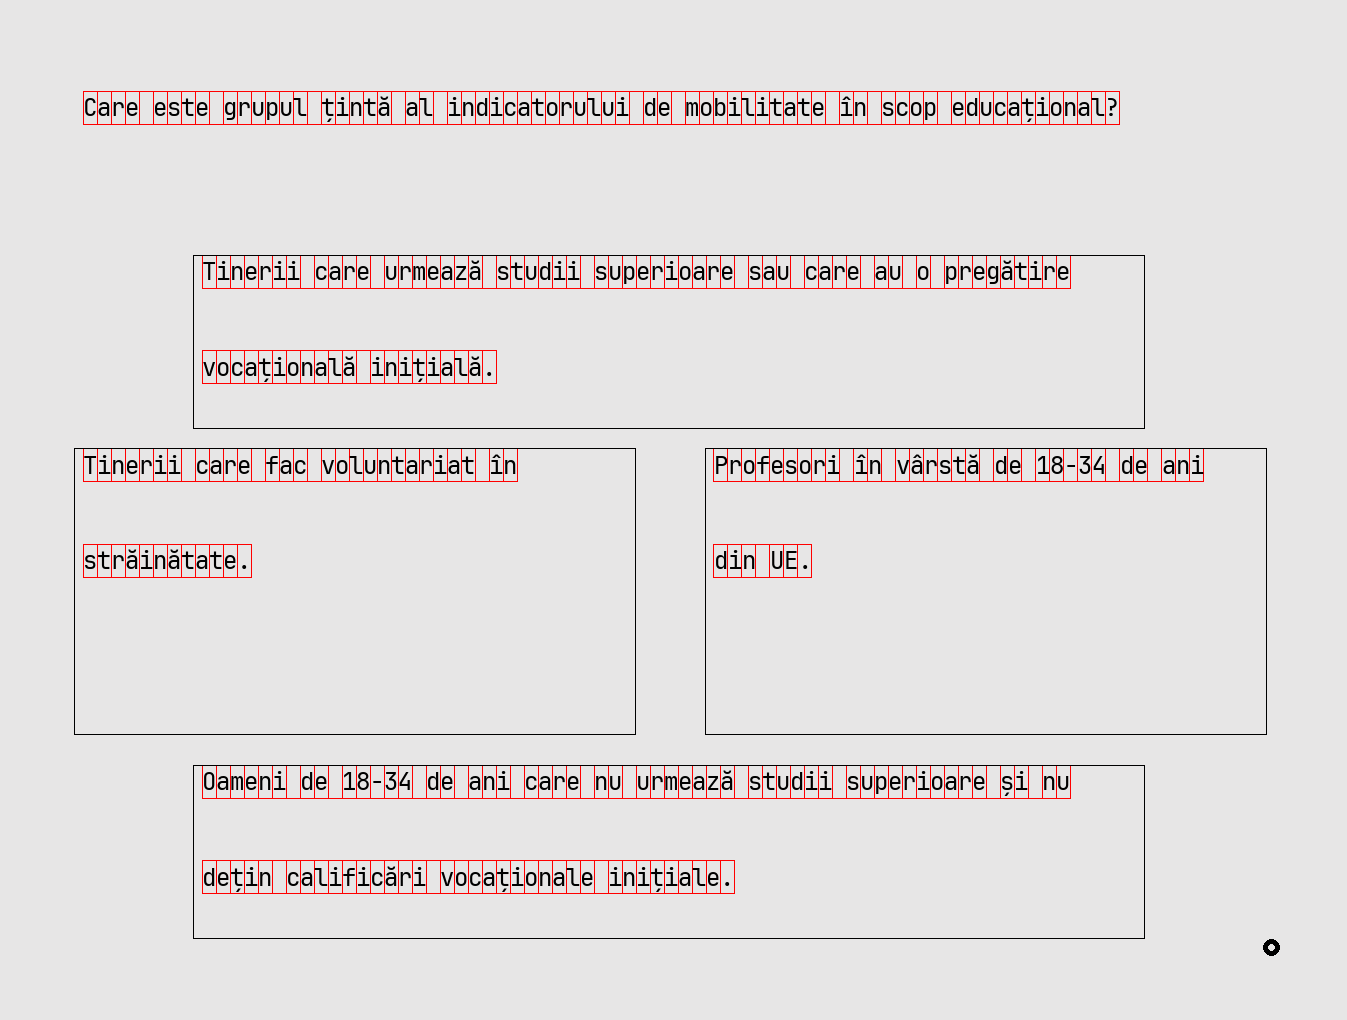 Care este grupul țintă al indicatorului de mobilitate în scop educațional?
Tinerii care urmează studii superioare sau care au o pregătire
vocațională inițială.
Tinerii care fac voluntariat în
străinătate.
Profesori în vârstă de 18-34 de ani
din UE.
Oameni de 18-34 de ani care nu urmează studii superioare și nu
dețin calificări vocaționale inițiale.